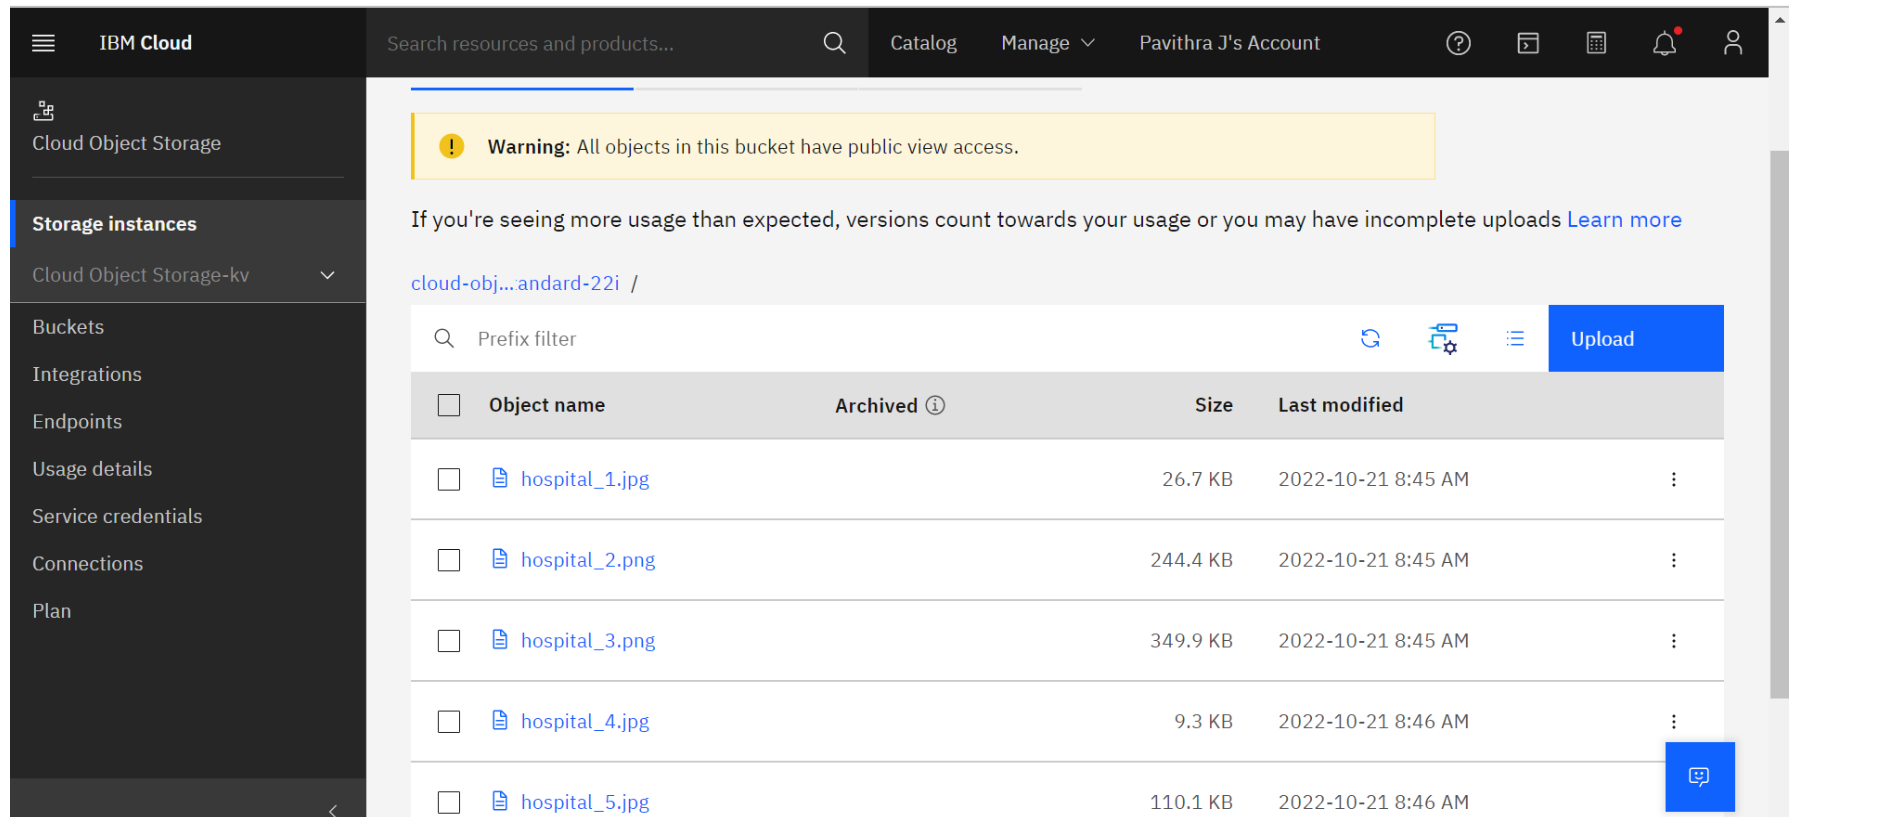 IBM Cloud
Search resources and products...
Catalog
Manage
Pavithra J's Account
Cloud Object Storage
Storage instances
Cloud Object Storage-kv
Buckets
Integrations
Endpoints
Usage details
Service credentials
Connections
Plan
Warning: All objects in this bucket have public view access.
If you're seeing more usage than expected, versions count towards your usage or you may have incomplete uploads Learn more
cloud-obj...andard-22i /
Prefix filter
Upload
Object name Archived Size Last modified
hospital_1.jpg 26.7 KB 2022-10-21 8:45 AM
hospital_2.png 244.4 KB 2022-10-21 8:45 AM
hospital_3.png 349.9 KB 2022-10-21 8:45 AM
hospital_4.jpg 9.3 KB 2022-10-21 8:46 AM
hospital_5.jpg 110.1 KB 2022-10-21 8:46 AM